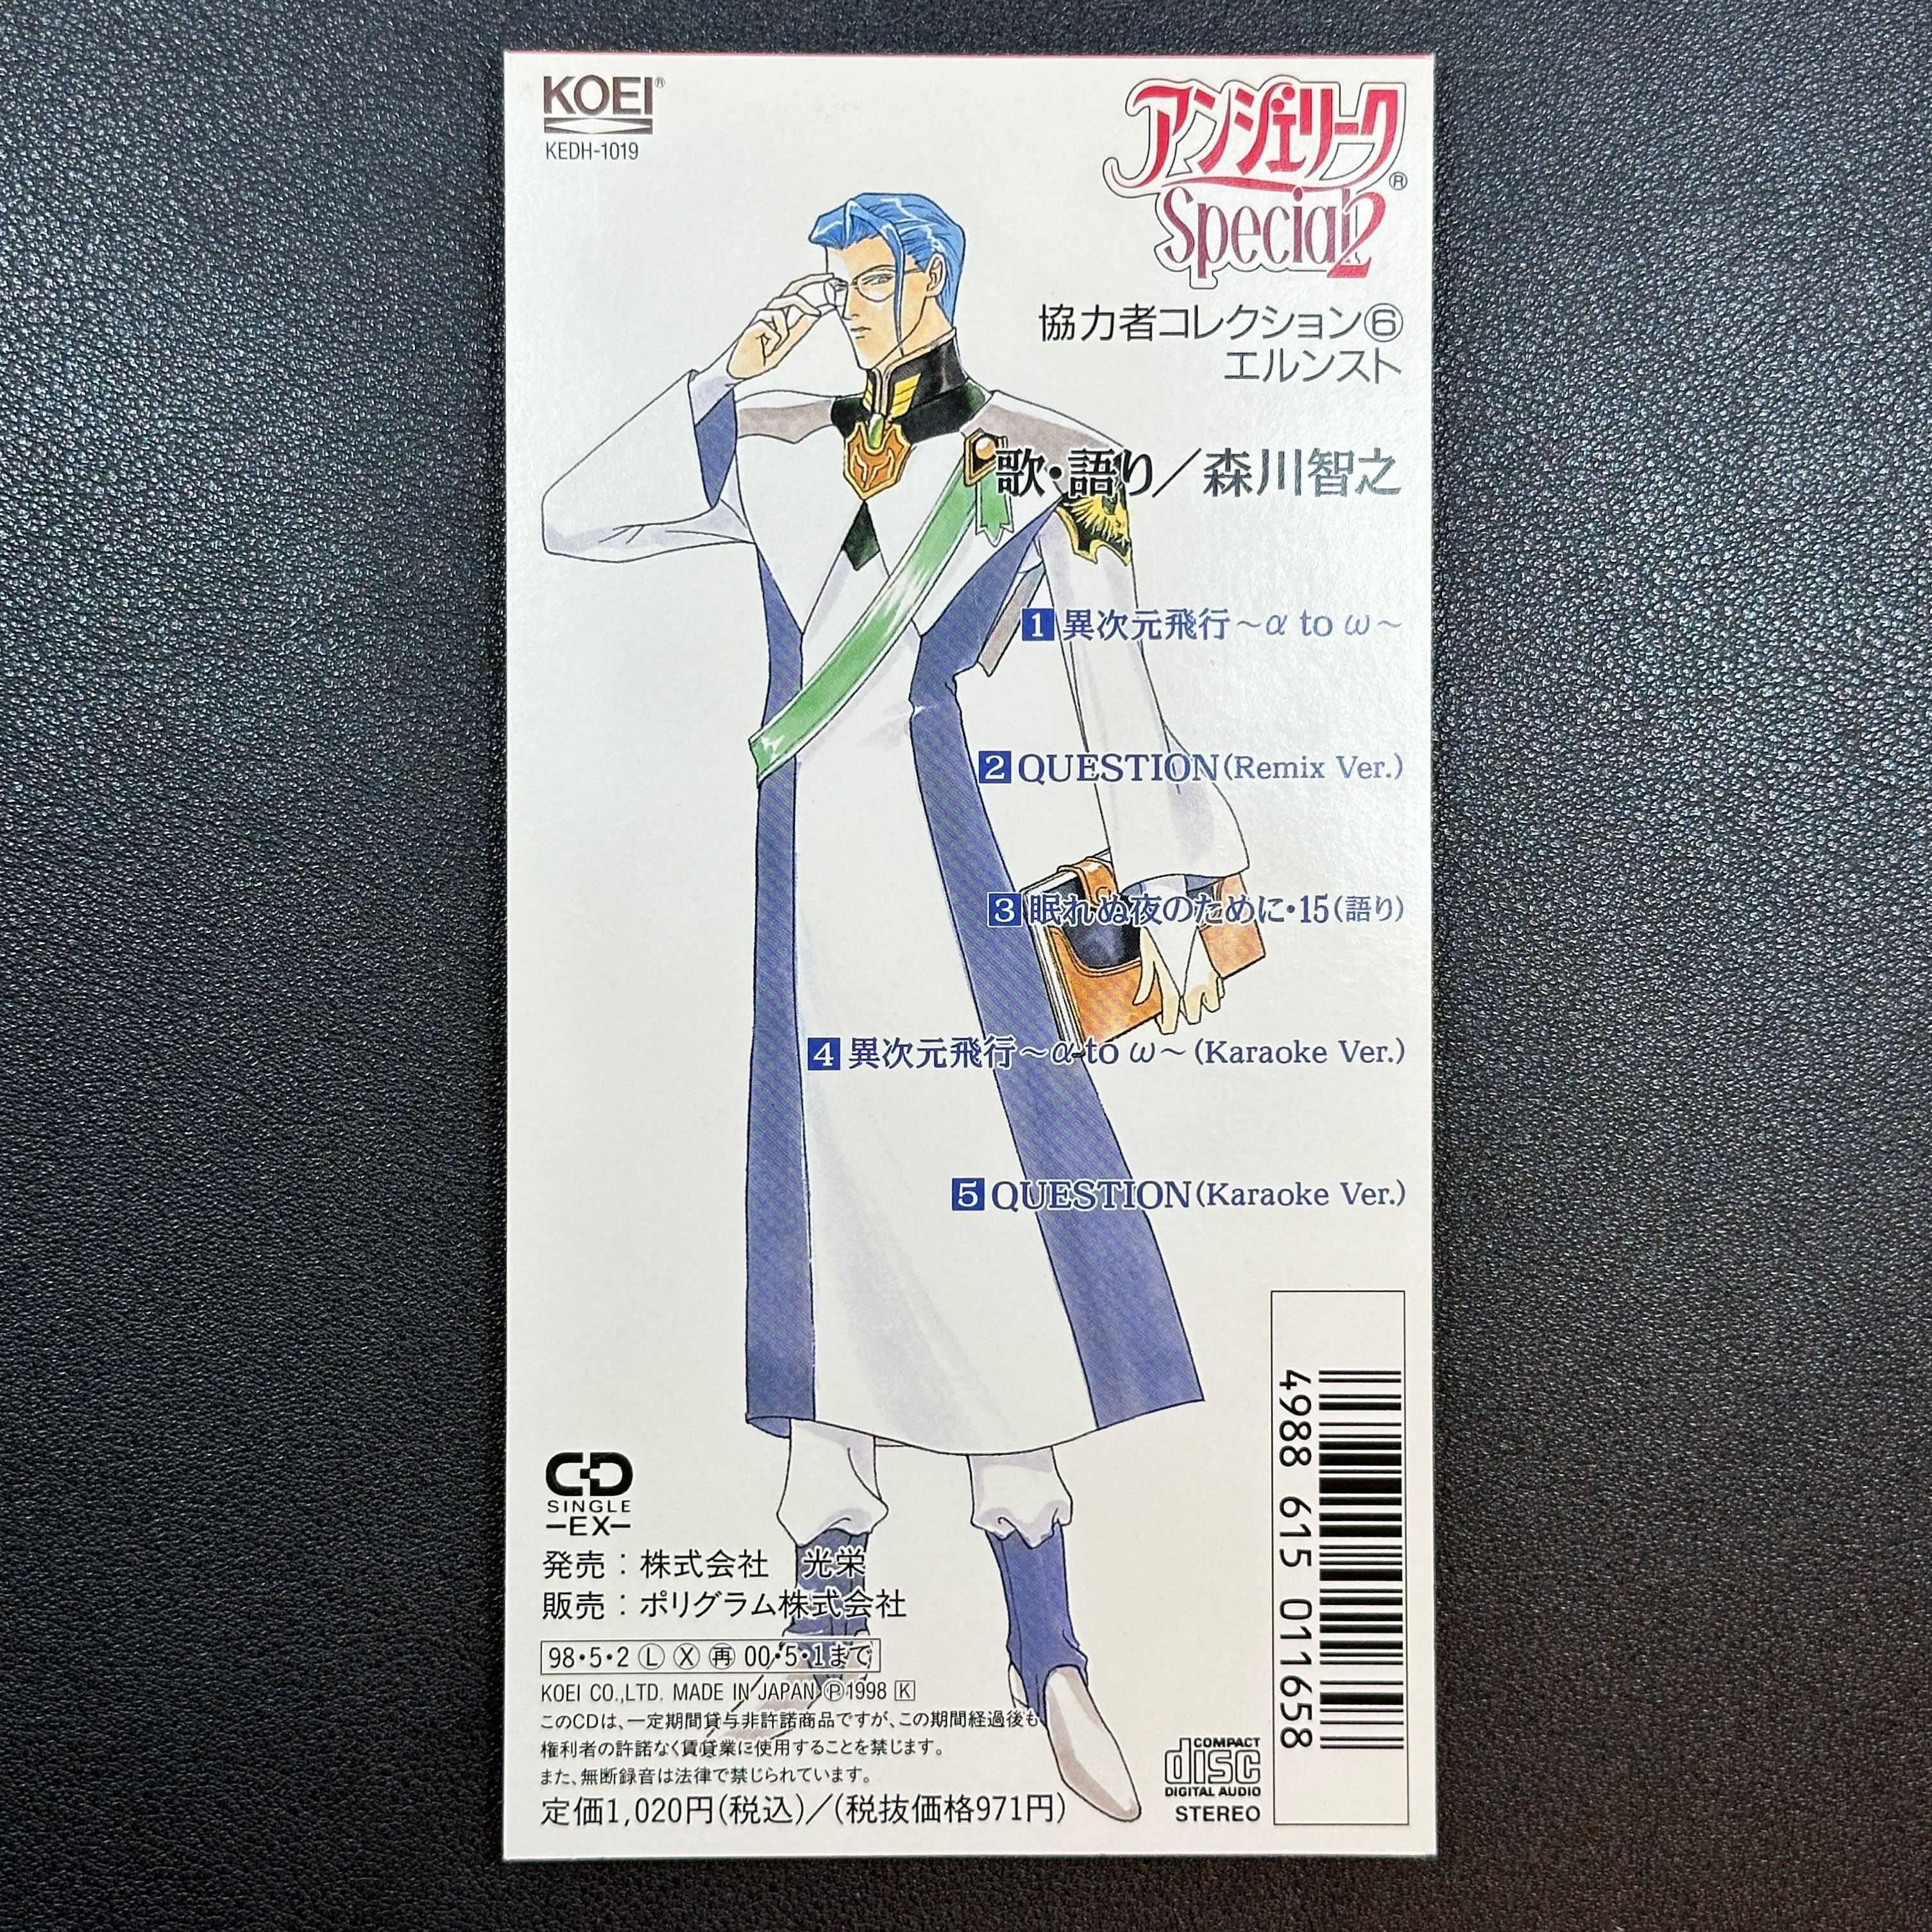 KOEI®
KEDH-1019
アンジェリーク®
Special2
協力者コレクション⑥
エルンスト
歌・語り／森川智之
1 異次元飛行～α to ω～
2 QUESTION(Remix Ver.)
3 眠れぬ夜のために・15(語り)
4 異次元飛行～α to ω～(Karaoke Ver.)
5 QUESTION(Karaoke Ver.)
CD
SINGLE
-EX-
発売：株式会社　光栄
販売：ポリグラム株式会社
98・5・2 Ⓛ Ⓧ ㊢ 00・5・1まで
KOEI CO.,LTD. MADE IN JAPAN Ⓟ1998 K
このCDは、一定期間貸与非許諾商品ですが、この期間経過後も
権利者の許諾なく賃貸業に使用することを禁じます。
また、無断録音は法律で禁じられています。
定価1,020円(税込)／(税抜価格971円)
COMPACT
disc
DIGITAL AUDIO
STEREO
4988 615 011658